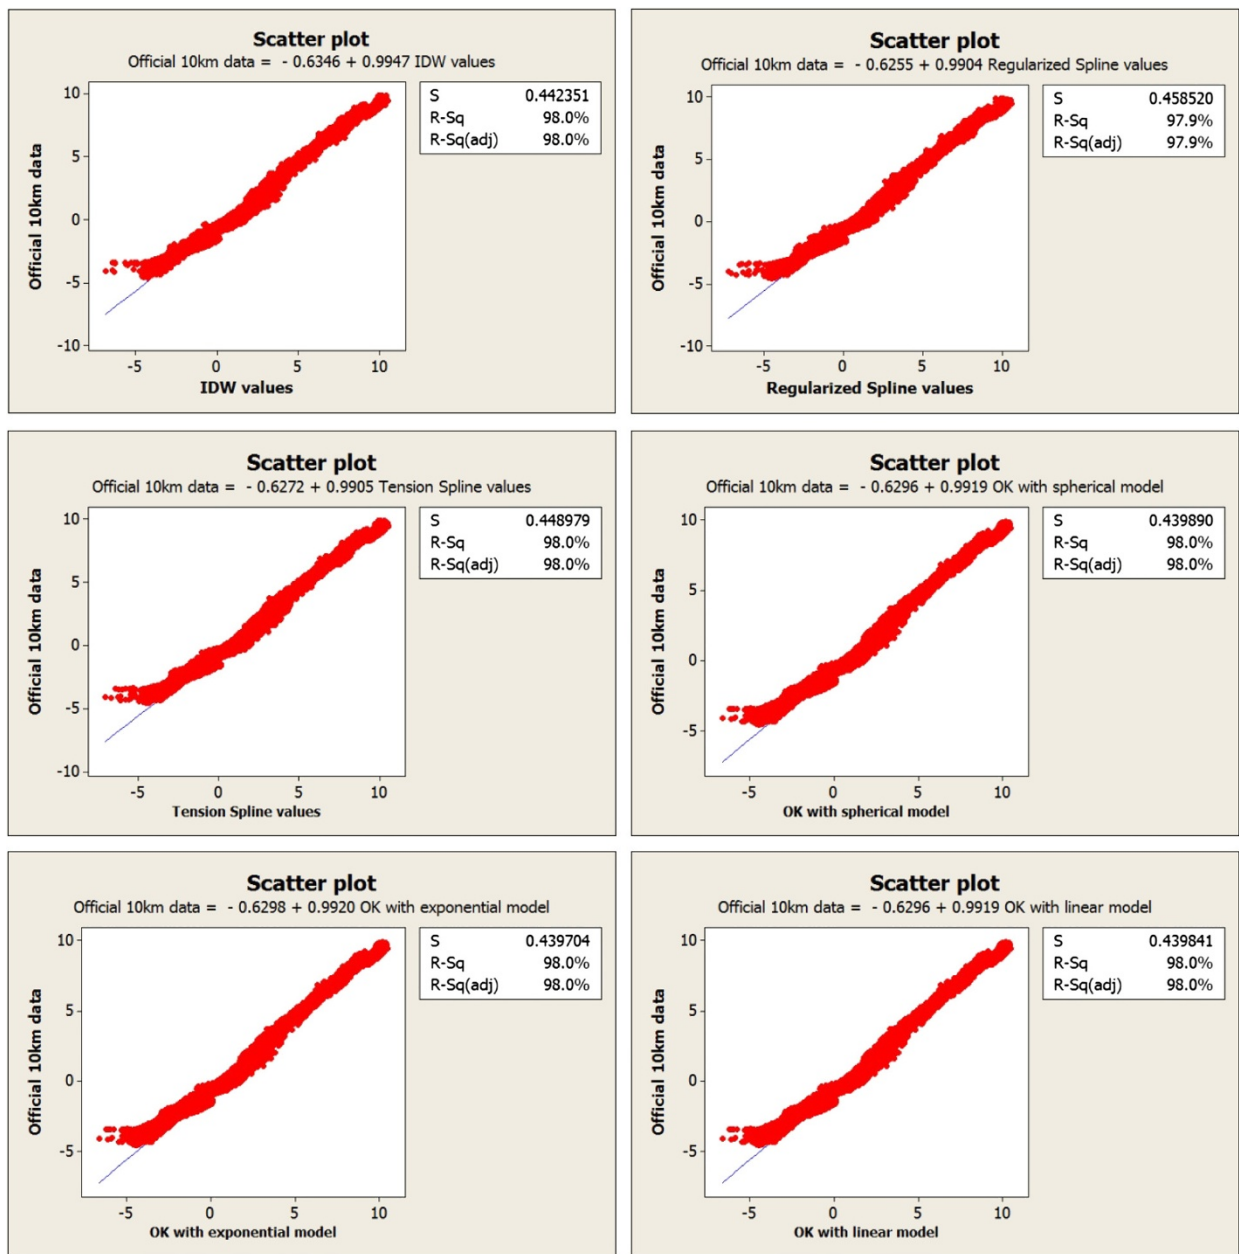 Scatter plot
Official 10km data = - 0.6346 + 0.9947 IDW values
S 0.442351
R-Sq 98.0%
R-Sq(adj) 98.0%
Official 10km data
10
5
0
-5
-10
-5 0 5 10
IDW values
Scatter plot
Official 10km data = - 0.6255 + 0.9904 Regularized Spline values
S 0.458520
R-Sq 97.9%
R-Sq(adj) 97.9%
Official 10km data
10
5
0
-5
-10
-5 0 5 10
Regularized Spline values
Scatter plot
Official 10km data = - 0.6272 + 0.9905 Tension Spline values
S 0.448979
R-Sq 98.0%
R-Sq(adj) 98.0%
Official 10km data
10
5
0
-5
-10
-5 0 5 10
Tension Spline values
Scatter plot
Official 10km data = - 0.6296 + 0.9919 OK with spherical model
S 0.439890
R-Sq 98.0%
R-Sq(adj) 98.0%
Official 10km data
10
5
0
-5
-5 0 5 10
OK with spherical model
Scatter plot
Official 10km data = - 0.6298 + 0.9920 OK with exponential model
S 0.439704
R-Sq 98.0%
R-Sq(adj) 98.0%
Official 10km data
10
5
0
-5
-5 0 5 10
OK with exponential model
Scatter plot
Official 10km data = - 0.6296 + 0.9919 OK with linear model
S 0.439841
R-Sq 98.0%
R-Sq(adj) 98.0%
Official 10km data
10
5
0
-5
-5 0 5 10
OK with linear model